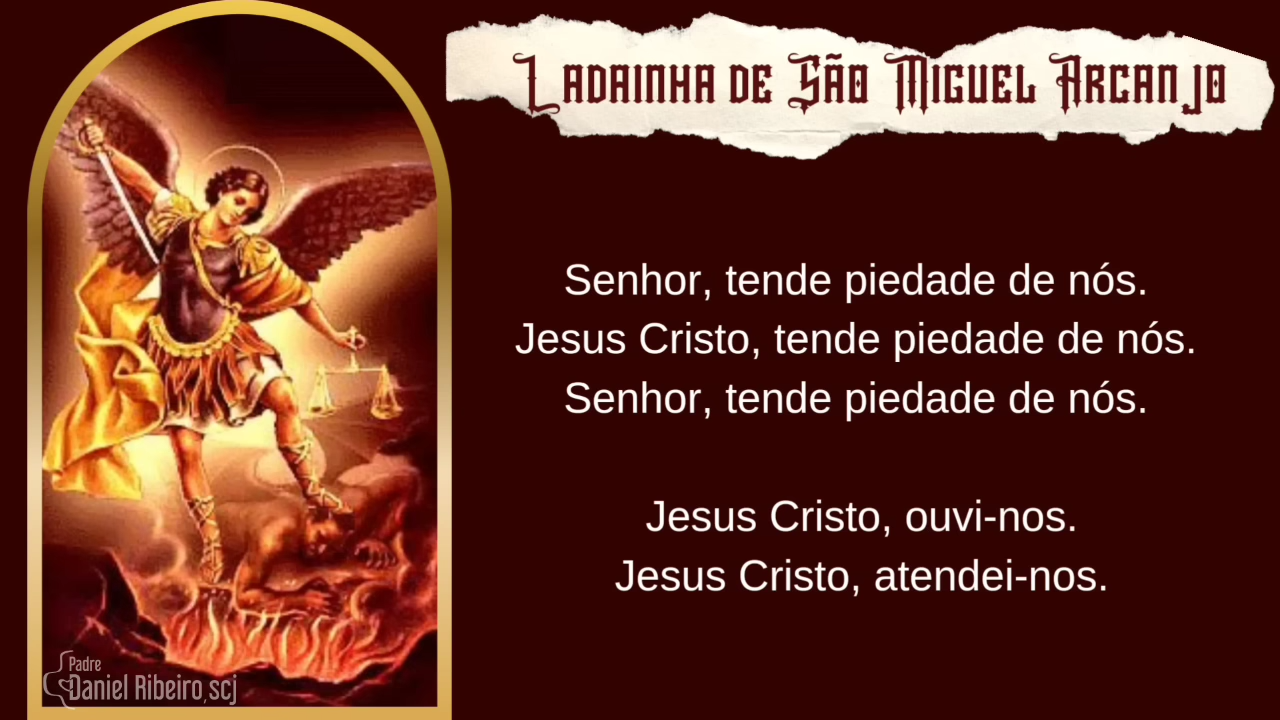 Ladainha de São Miguel Arcanjo
Senhor, tende piedade de nós.
Jesus Cristo, tende piedade de nós.
Senhor, tende piedade de nós.
Jesus Cristo, ouvi-nos.
Jesus Cristo, atendei-nos.
Padre
Daniel Ribeiro, scj